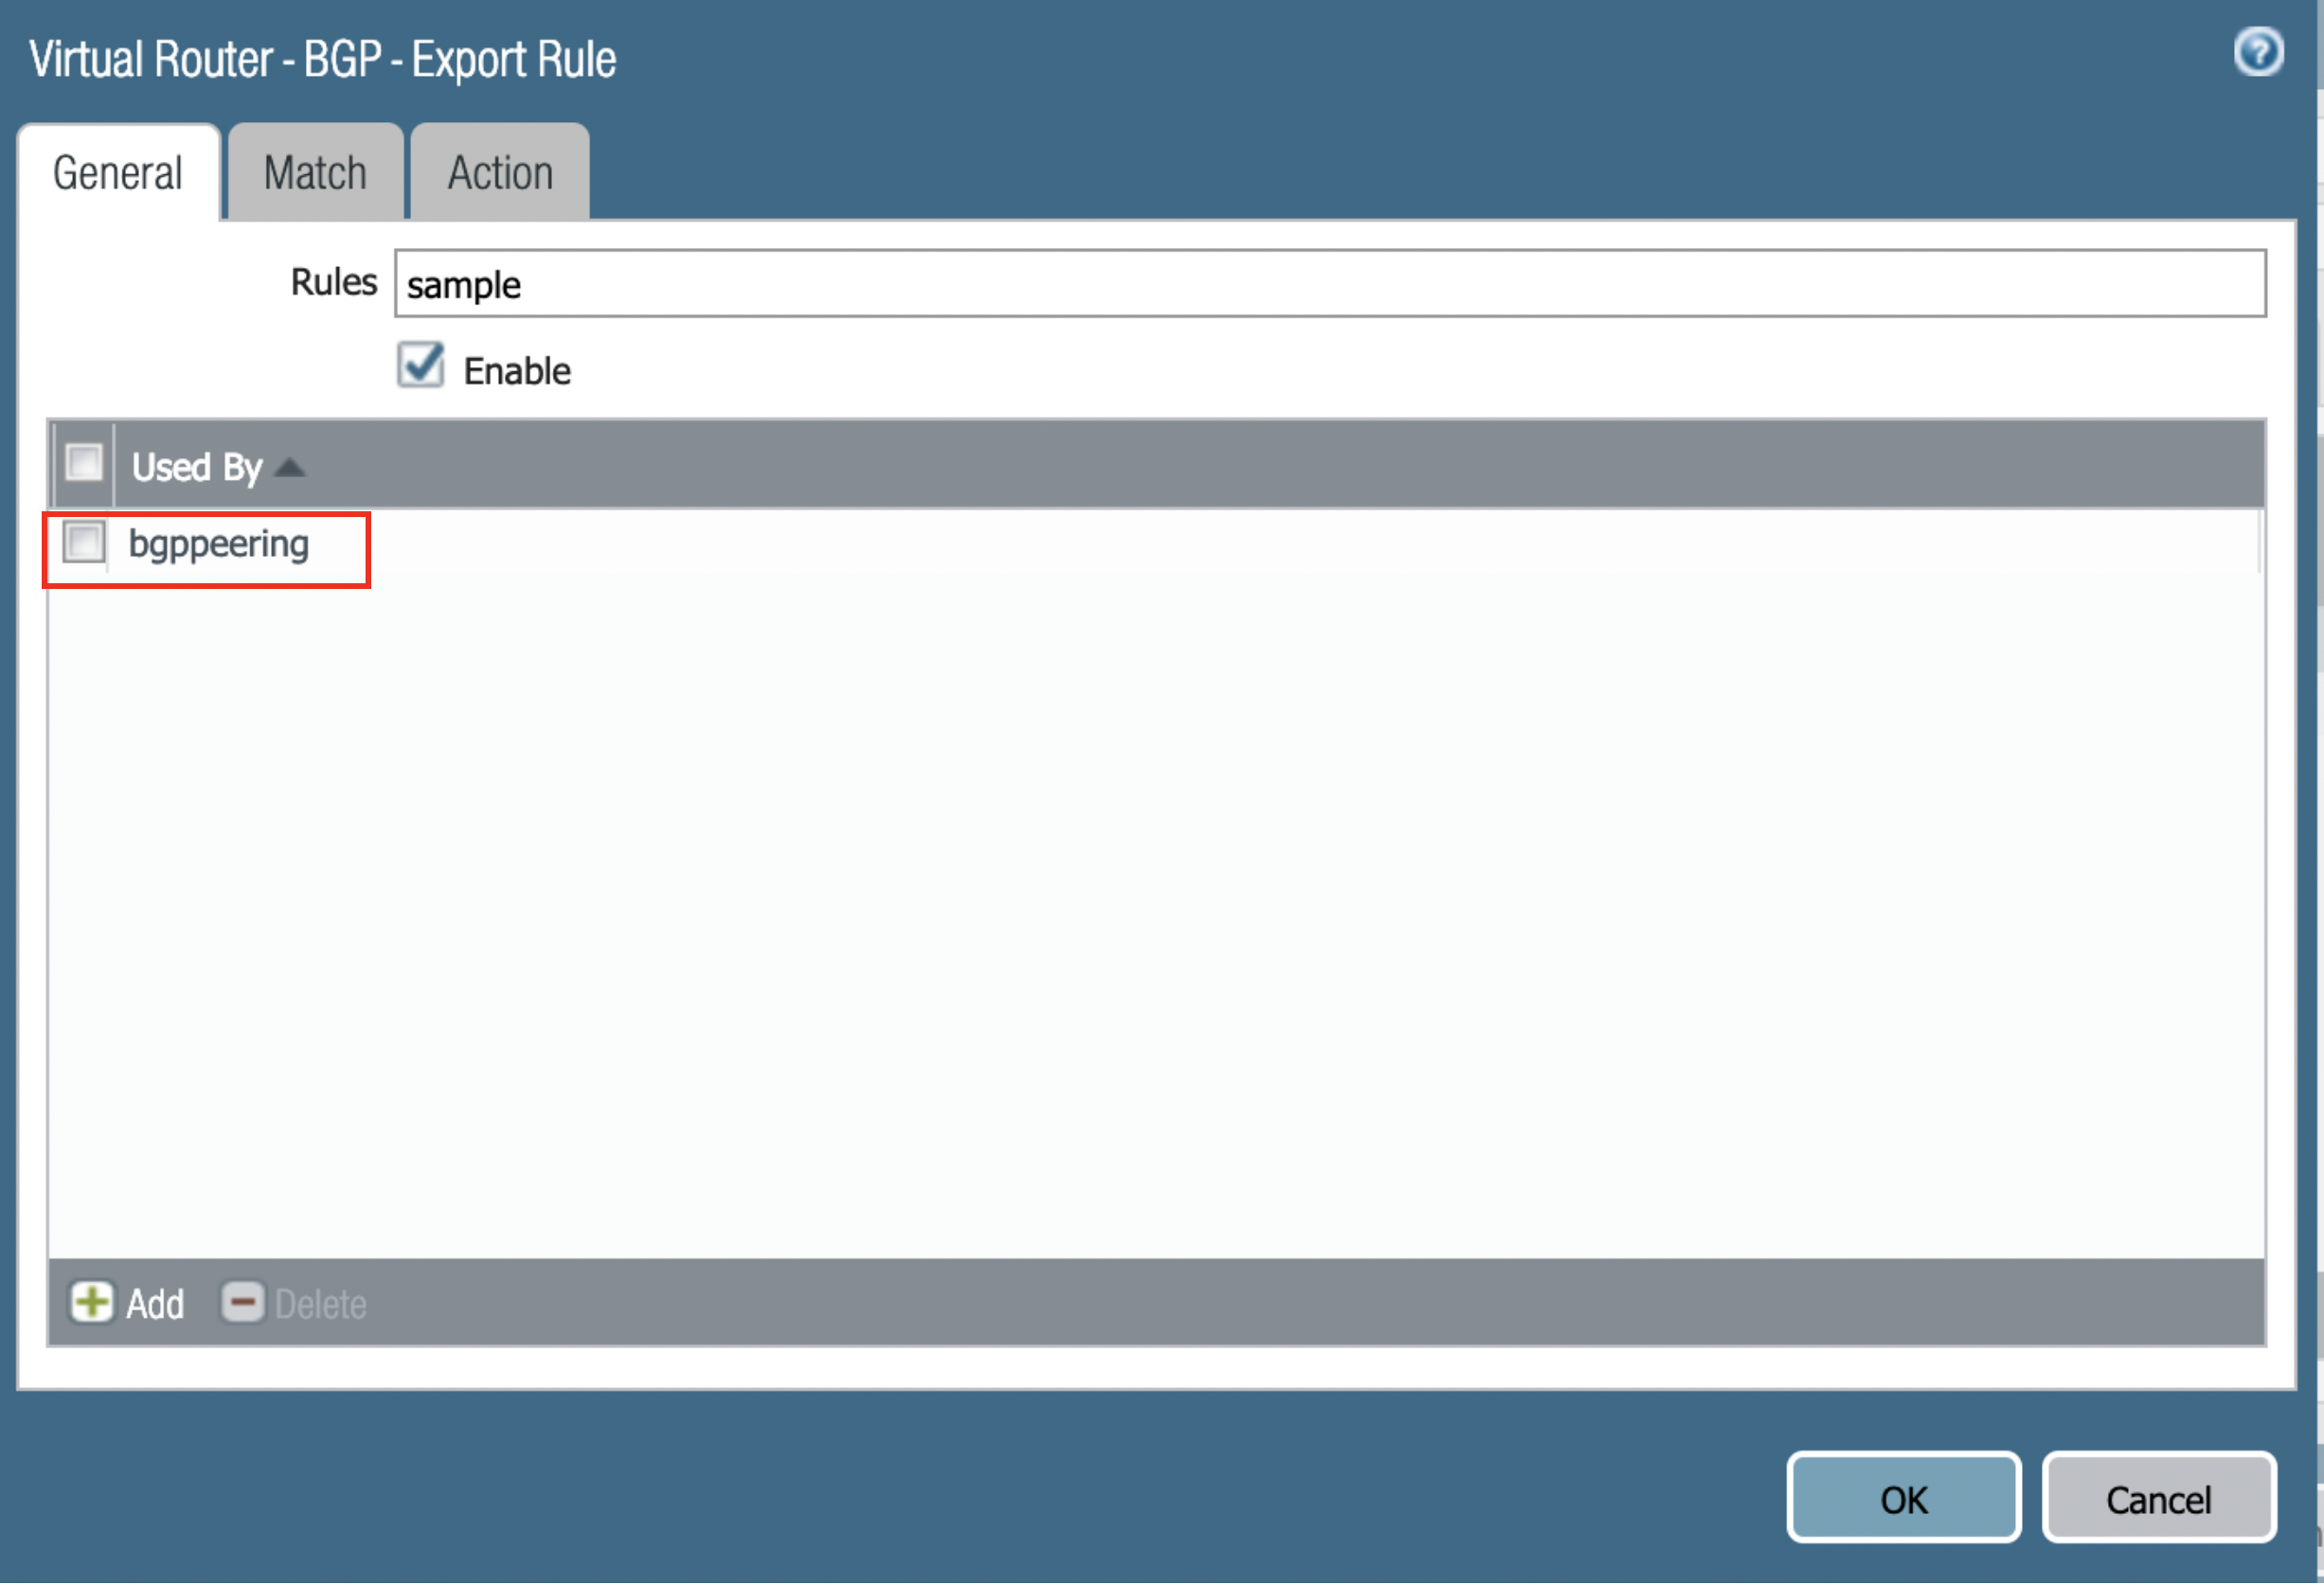 Virtual Router - BGP - Export Rule
General Match Action
Rules sample
Enable
Used By
bgppeering
Add Delete
OK Cancel